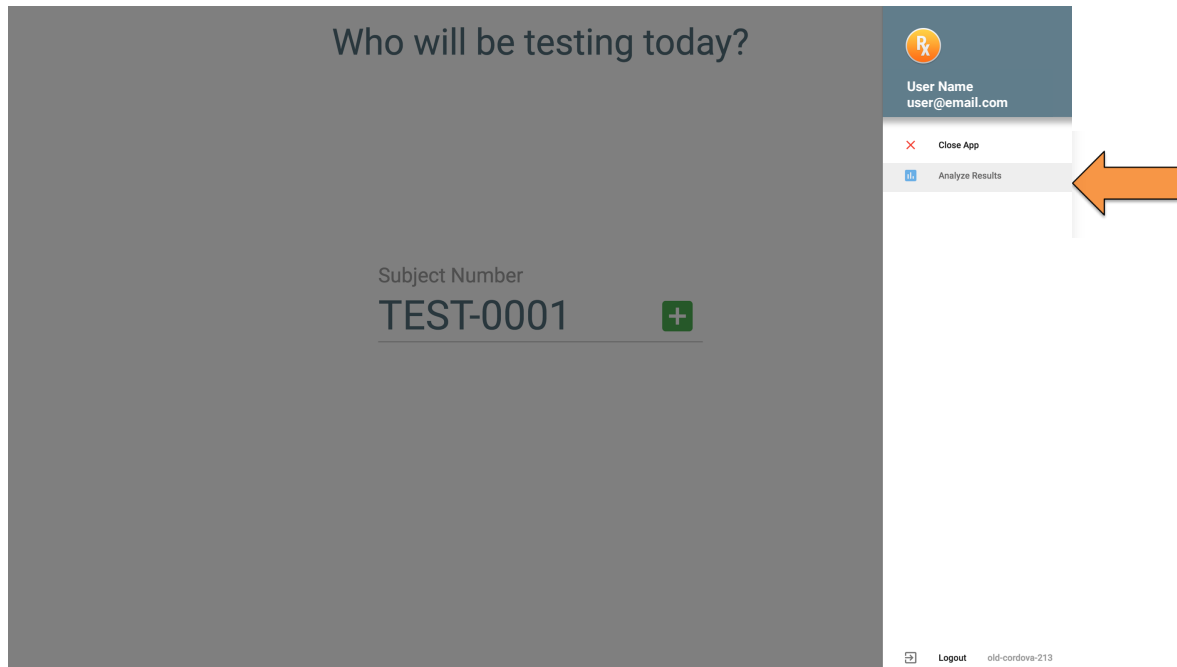 Who will be testing today?
Subject Number
TEST-0001
Rx
User Name
user@email.com
Close App
Analyze Results
Logout old-cordova-213